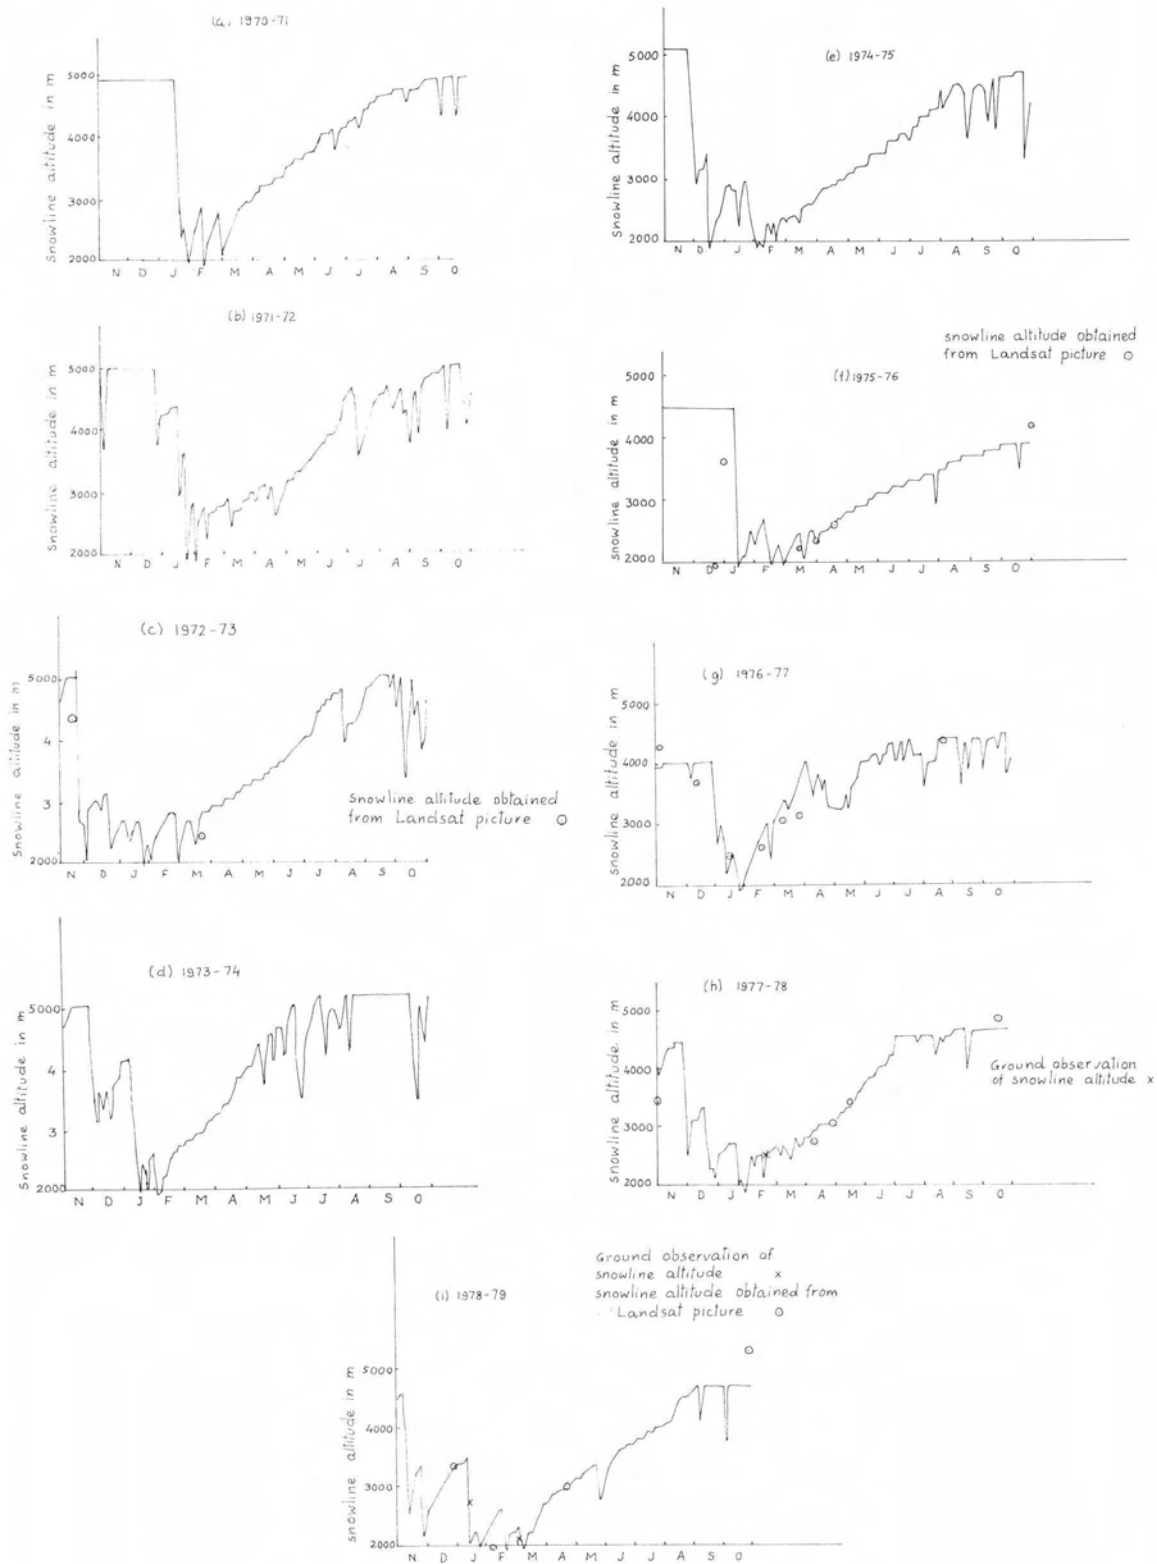 (a) 1970-71
Snowline altitude in m
5000
4000
3000
2000
N D J F M A M J J A S O
(b) 1971-72
Snowline altitude in m
5000
4000
3000
2000
N D J F M A M J J A S O
(c) 1972-73
Snowline altitude in m
5000
4
3
2000
N D J F M A M J J A S O
Snowline altitude obtained
from Landsat picture ⊙
(d) 1973-74
Snowline altitude in m
5000
4
3
2000
N D J F M A M J J A S O
(e) 1974-75
Snowline altitude in m
5000
4000
3000
2000
N D J F M A M J J A S O
snowline altitude obtained
from Landsat picture ⊙
(f) 1975-76
snowline altitude in m
5000
4000
3000
2000
N D J F M A M J J A S O
(g) 1976-77
snowline altitude in m
5000
4000
3000
2000
N D J F M A M J J A S O
(h) 1977-78
Snowline altitude in m
5000
4000
3000
2000
N D J F M A M J J A S O
Ground observation
of snowline altitude x
Ground observation of
snowline altitude x
snowline altitude obtained from
Landsat picture ⊙
(i) 1978-79
Snowline altitude in m
5000
4000
3000
2000
N D J F M A M J J A S O